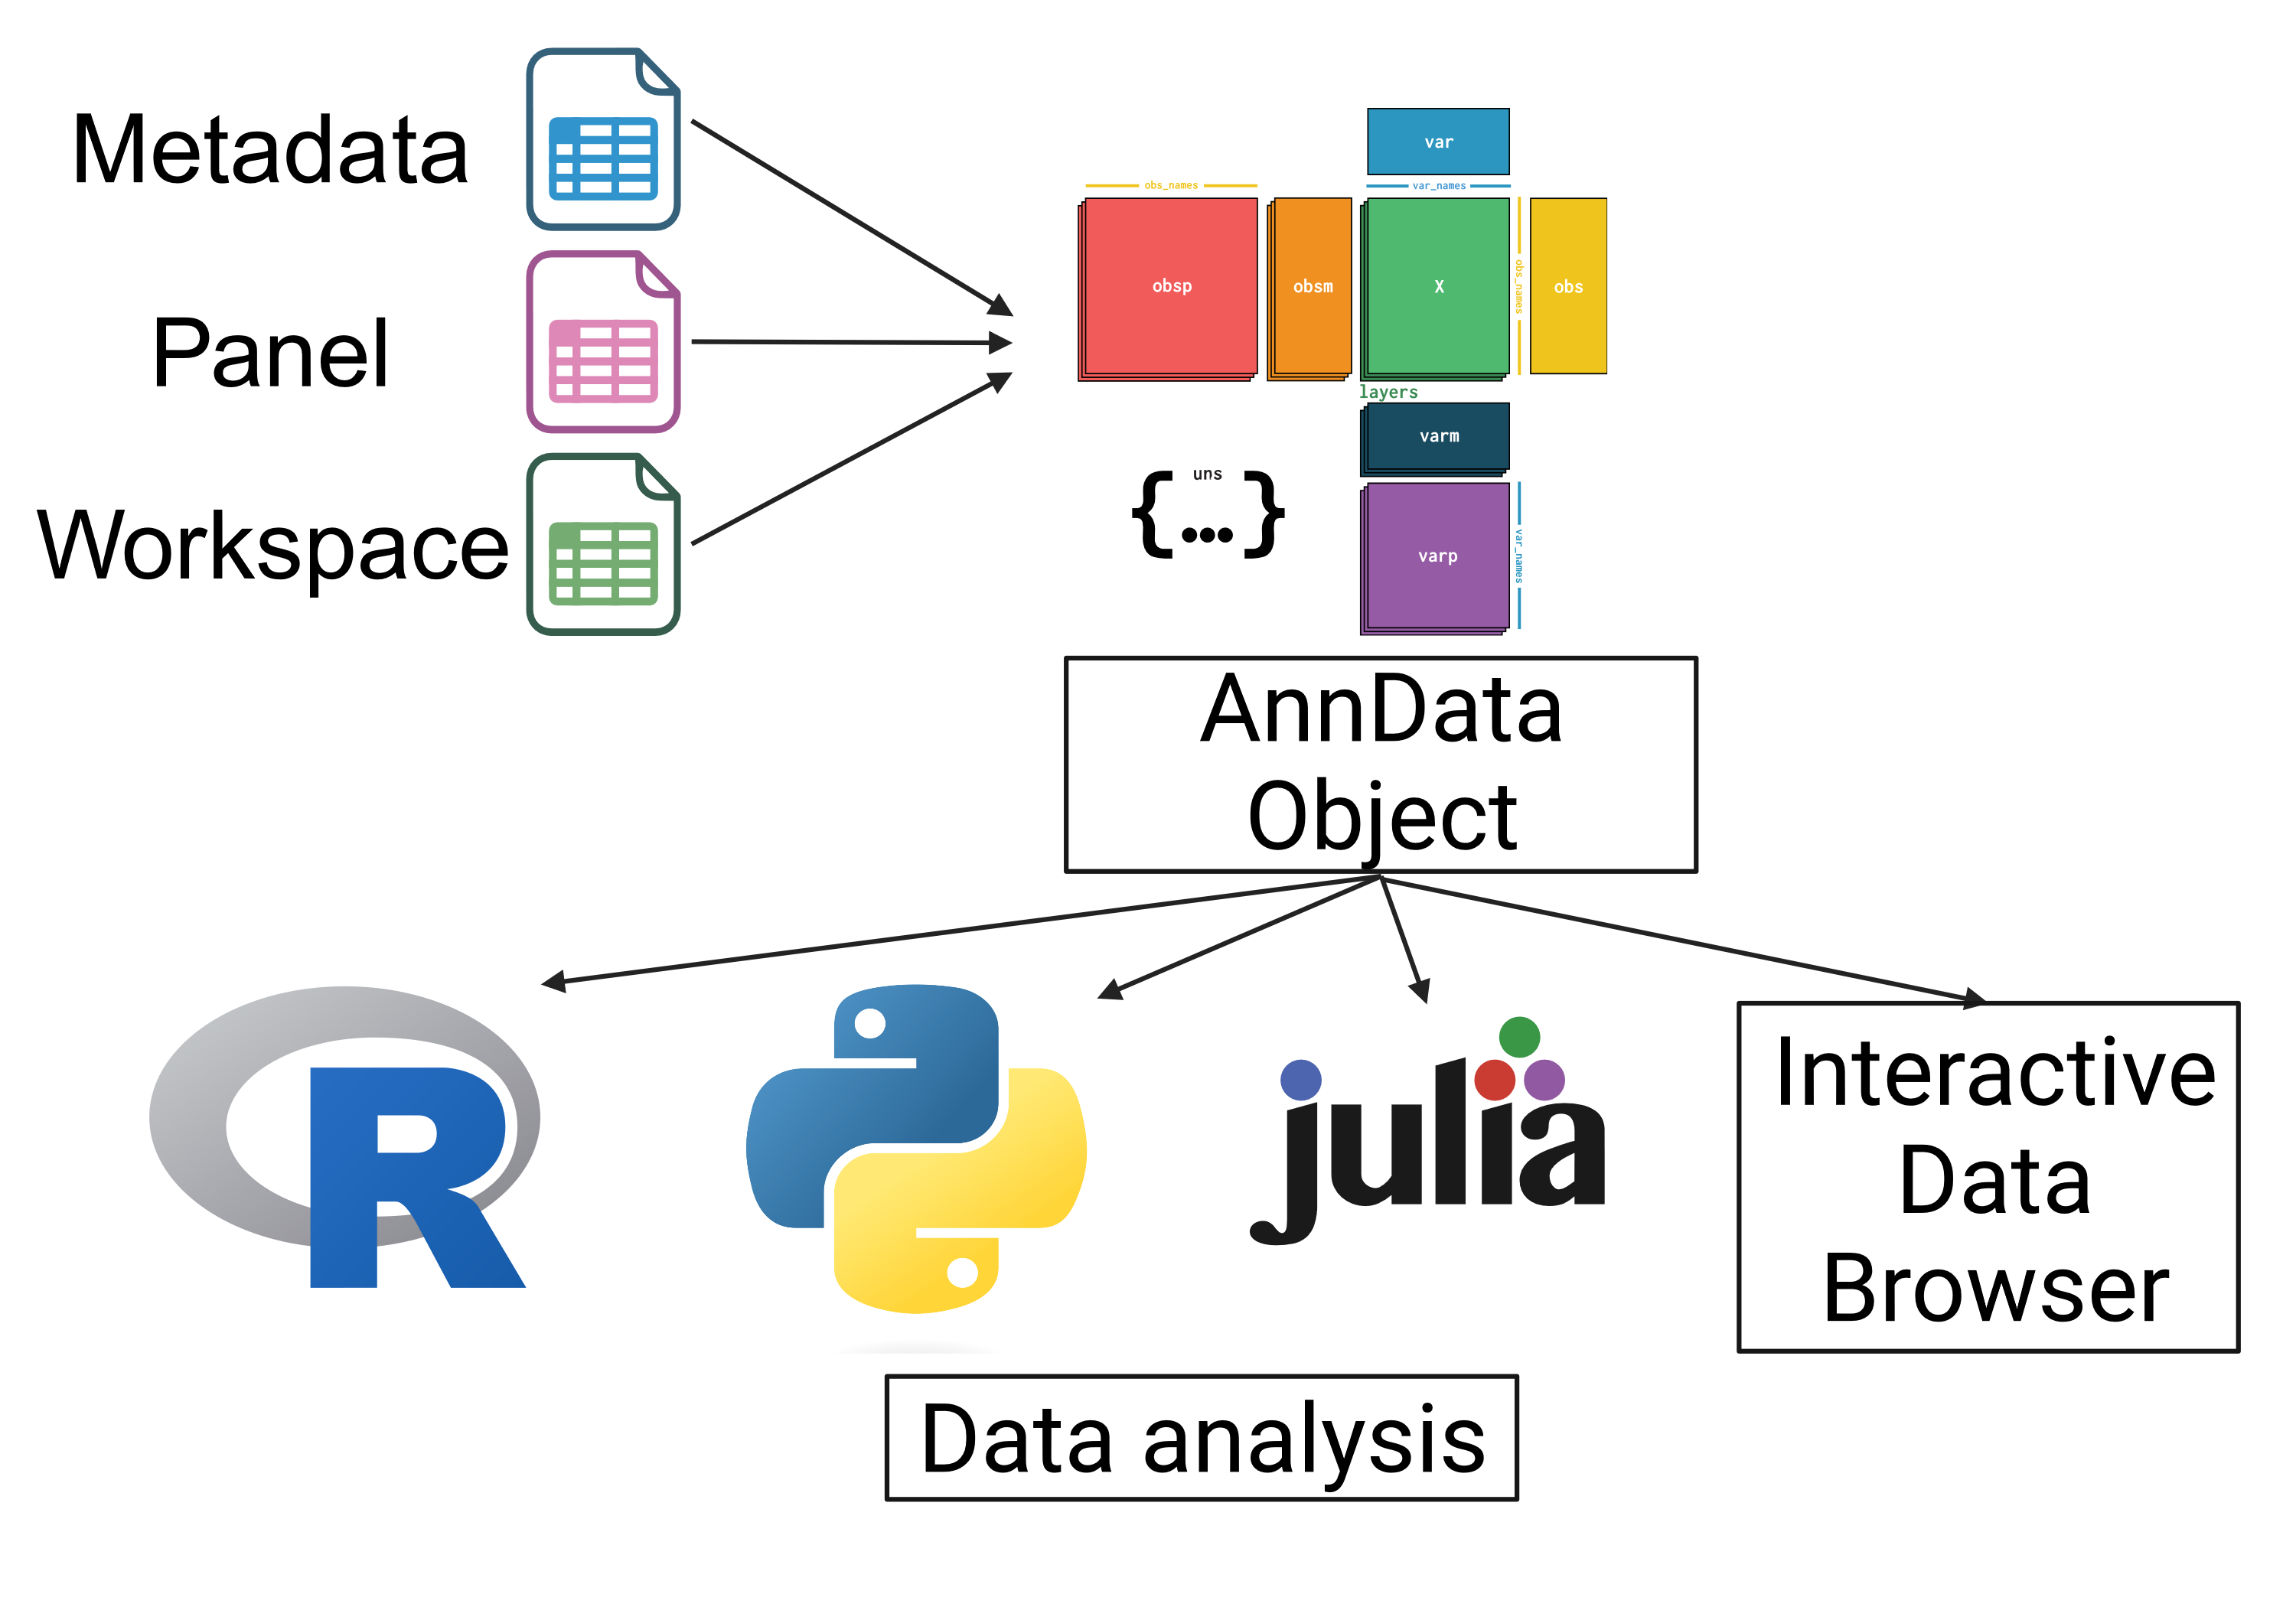 Metadata
Panel
Workspace
var
obs_names
var_names
obsp
obsm
X
obs_names
obs
layers
varm
uns
{...}
varp
var_names
AnnData
Object
R
julia
Interactive
Data
Browser
Data analysis